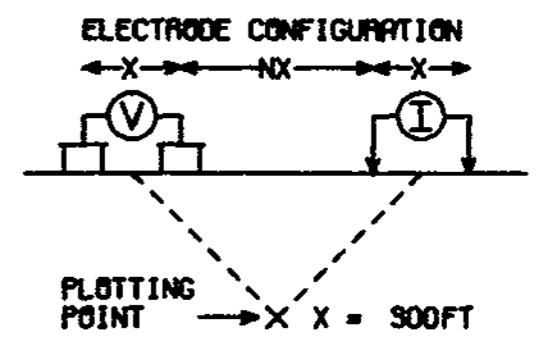 ELECTRODE CONFIGURATION
X NX X
V I
PLOTTING
POINT X = 500FT